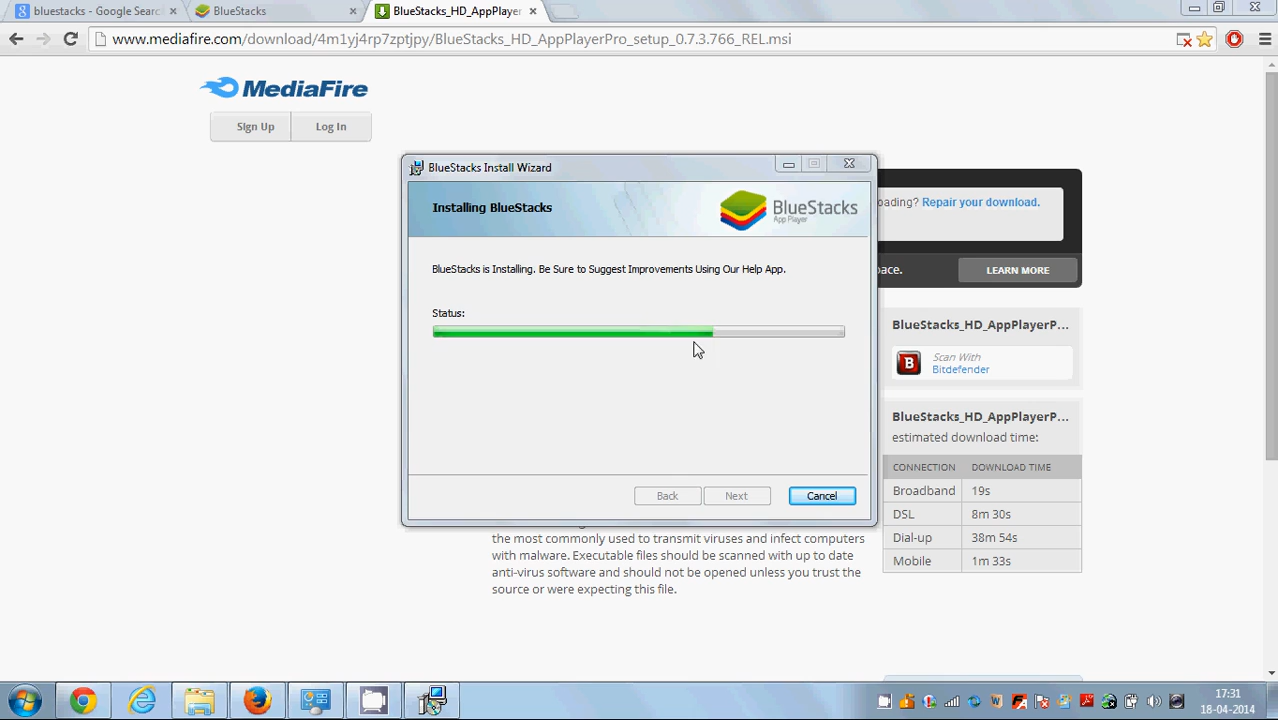 bluestacks - Google Searc
BlueStacks
BlueStacks_HD_AppPlayer
www.mediafire.com/download/4m1yj4rp7zptjpy/BlueStacks_HD_AppPlayerPro_setup_0.7.3.766_REL.msi
MediaFire
Sign Up
Log In
BlueStacks Install Wizard
Installing BlueStacks
BlueStacks
App Player
BlueStacks is Installing. Be Sure to Suggest Improvements Using Our Help App.
Status:
Back
Next
Cancel
oading? Repair your download.
ace.
LEARN MORE
BlueStacks_HD_AppPlayerP...
B
Scan With
Bitdefender
BlueStacks_HD_AppPlayerP...
estimated download time:
CONNECTION DOWNLOAD TIME
Broadband 19s
DSL 8m 30s
Dial-up 38m 54s
Mobile 1m 33s
the most commonly used to transmit viruses and infect computers
with malware. Executable files should be scanned with up to date
anti-virus software and should not be opened unless you trust the
source or were expecting this file.
17:31
18-04-2014